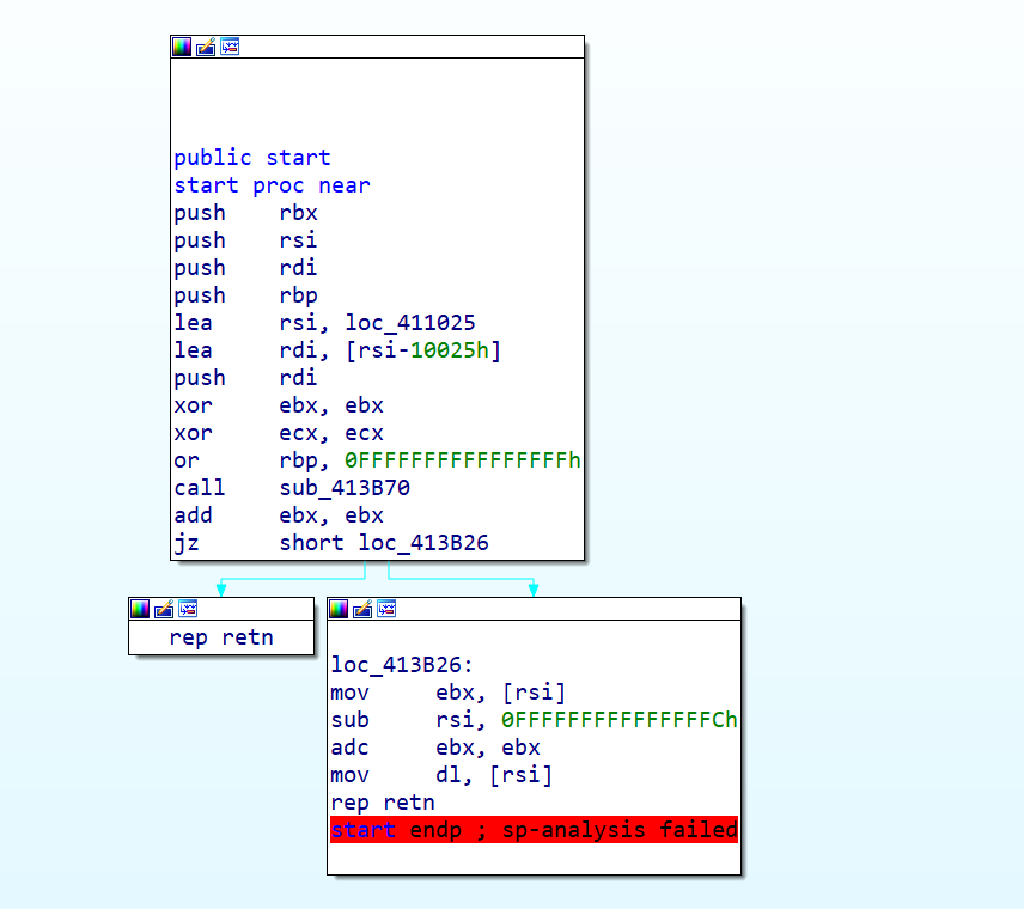 public start
start proc near
push    rbx
push    rsi
push    rdi
push    rbp
lea     rsi, loc_411025
lea     rdi, [rsi-10025h]
push    rdi
xor     ebx, ebx
xor     ecx, ecx
or      rbp, 0FFFFFFFFFFFFFFFFh
call    sub_413B70
add     ebx, ebx
jz      short loc_413B26
rep retn
loc_413B26:
mov     ebx, [rsi]
sub     rsi, 0FFFFFFFFFFFFFFFCh
adc     ebx, ebx
mov     dl, [rsi]
rep retn
start endp ; sp-analysis failed